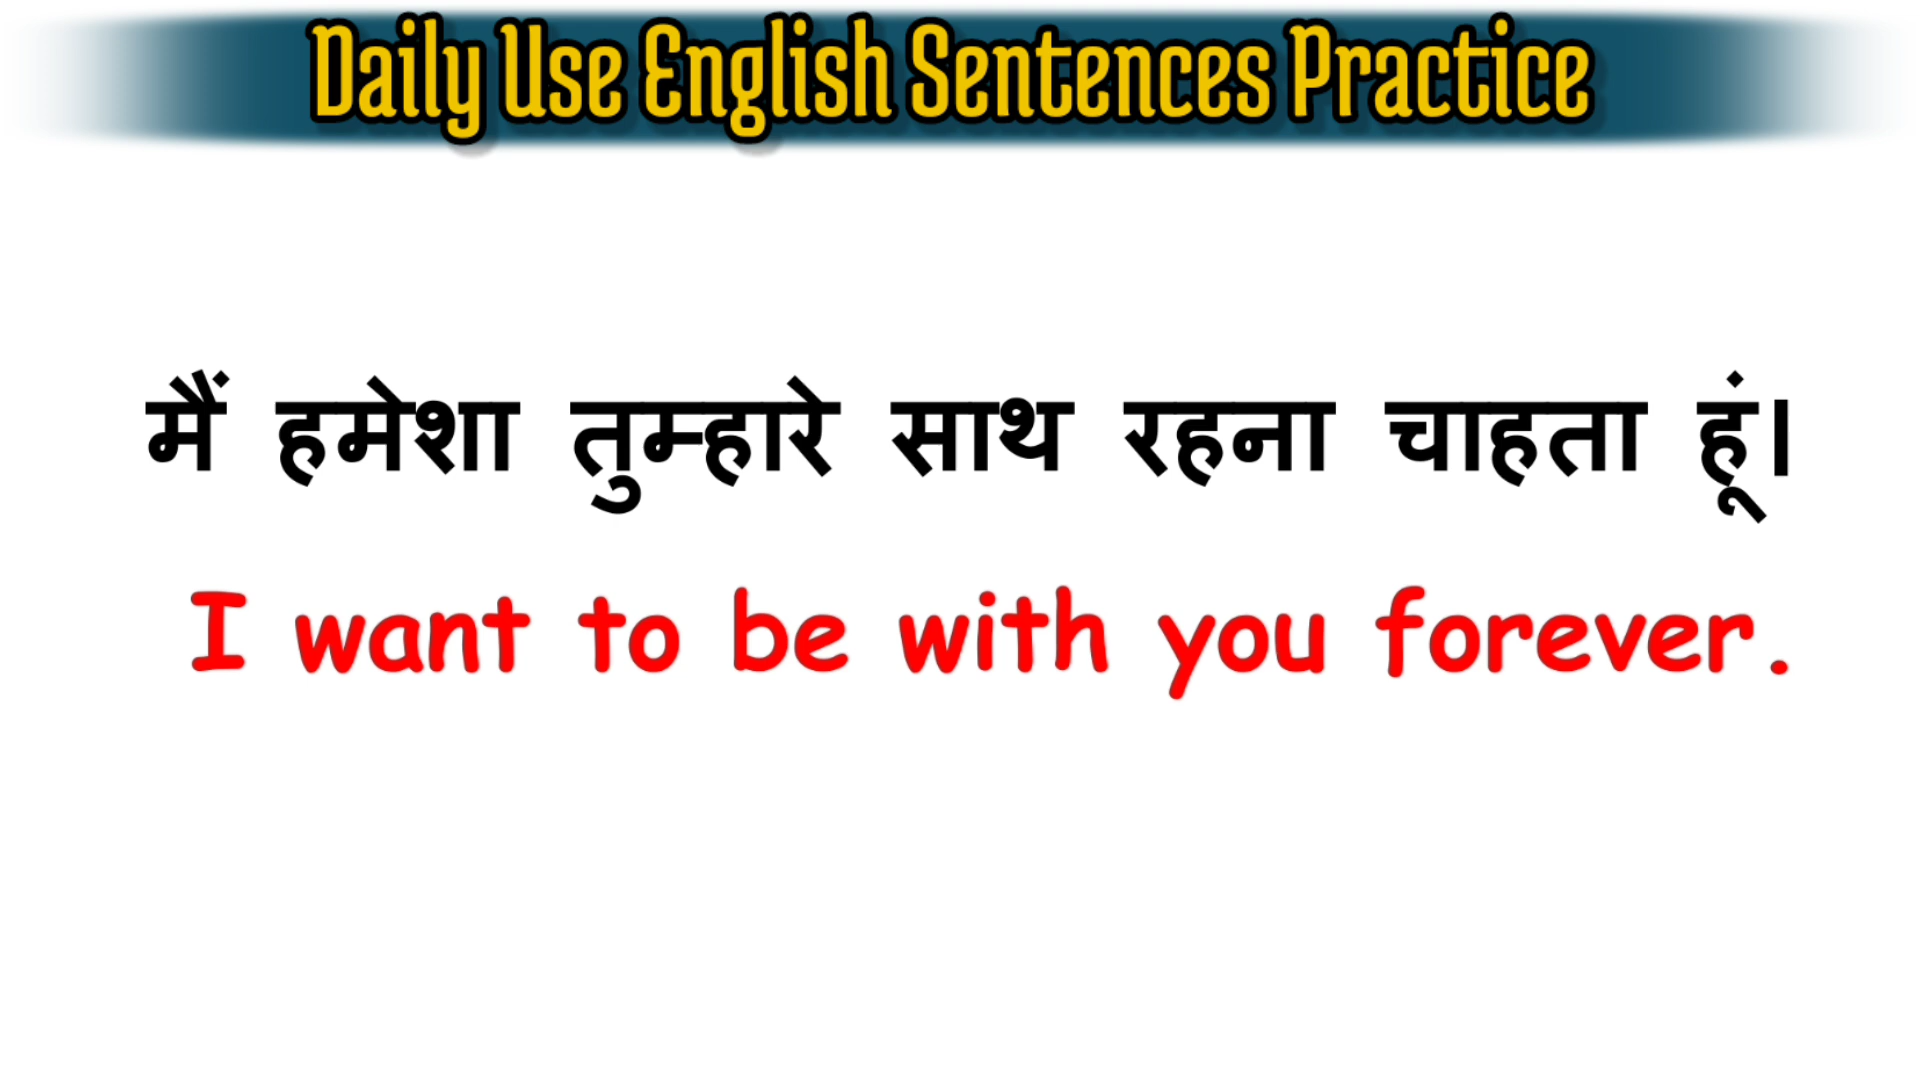 Daily Use English Sentences Practice
मैं हमेशा तुम्हारे साथ रहना चाहता हूं।
I want to be with you forever.